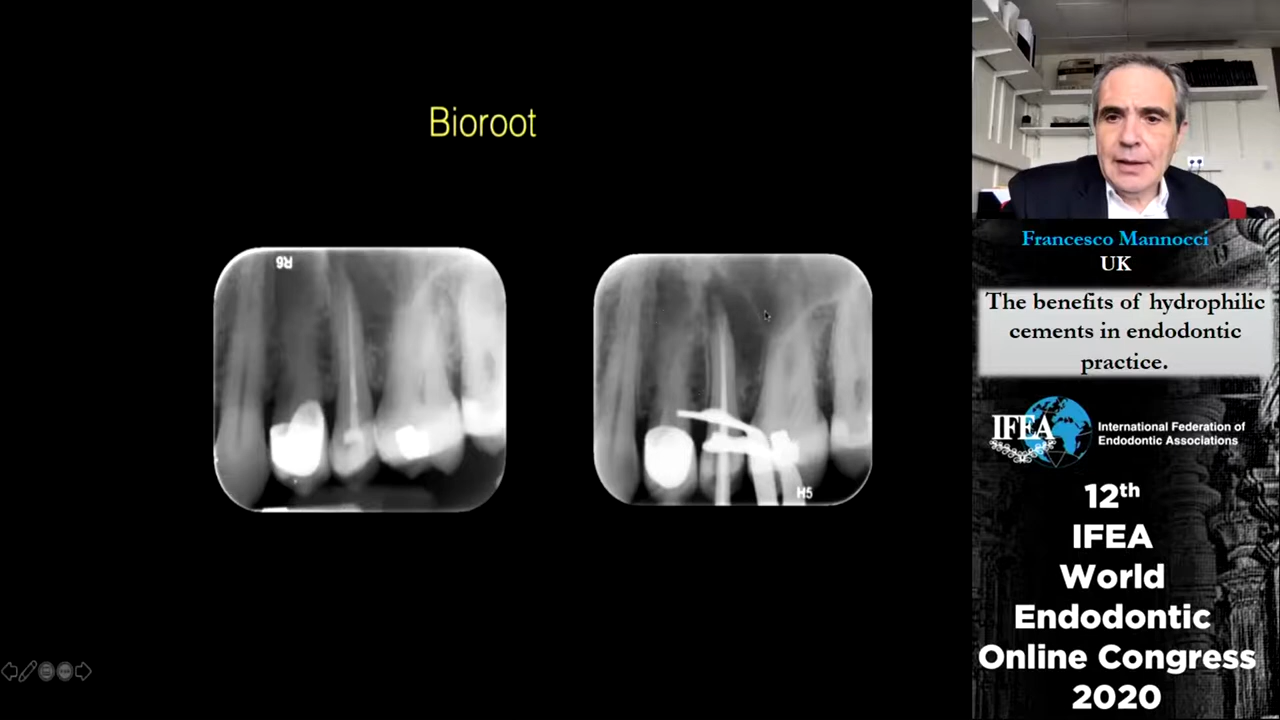 Bioroot
R6
H5
Francesco Mannocci
UK
The benefits of hydrophilic
cements in endodontic
practice.
IFEA
International Federation of
Endodontic Associations
12th
IFEA
World
Endodontic
Online Congress
2020